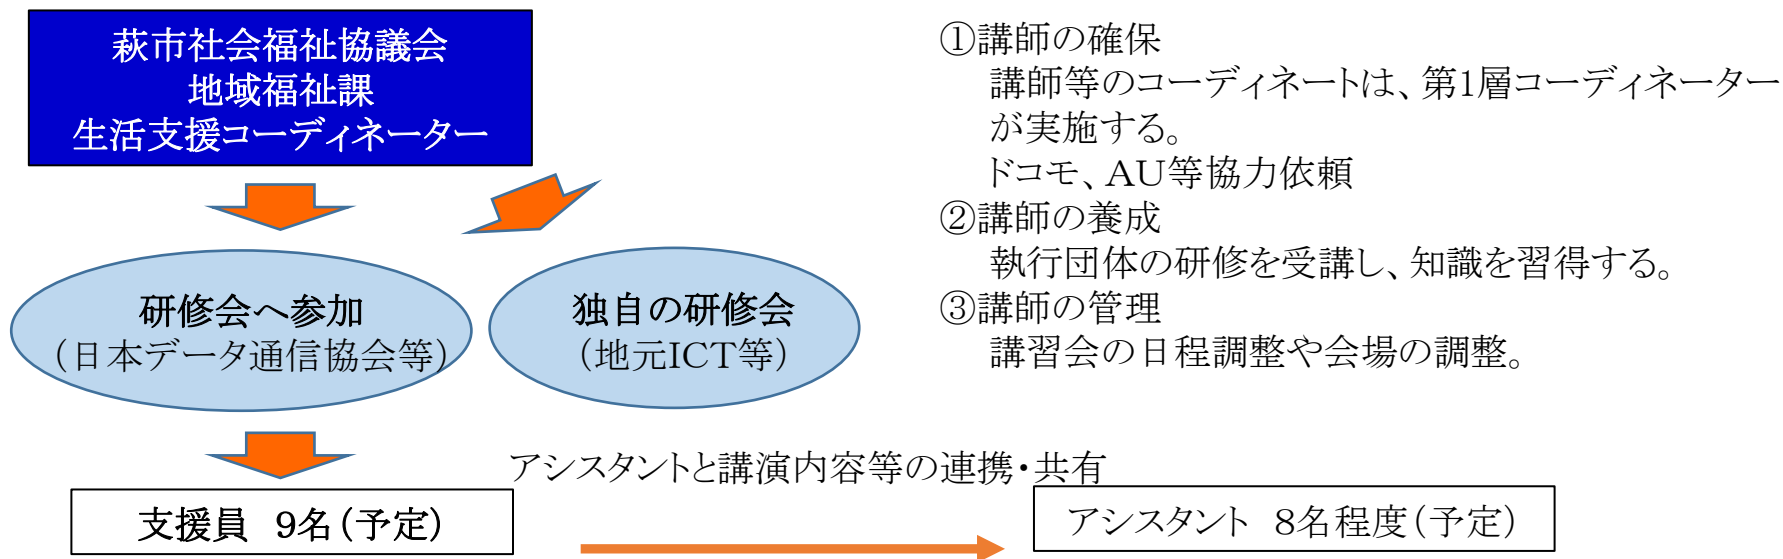 萩市社会福祉協議会
地域福祉課
生活支援コーディネーター
研修会へ参加
（日本データ通信協会等）
独自の研修会
（地元ICT等）
支援員　9名（予定）
アシスタントと講演内容等の連携・共有
アシスタント　8名程度（予定）
①講師の確保
講師等のコーディネートは、第1層コーディネーター
が実施する。
ドコモ、AU等協力依頼
②講師の養成
執行団体の研修を受講し、知識を習得する。
③講師の管理
講習会の日程調整や会場の調整。